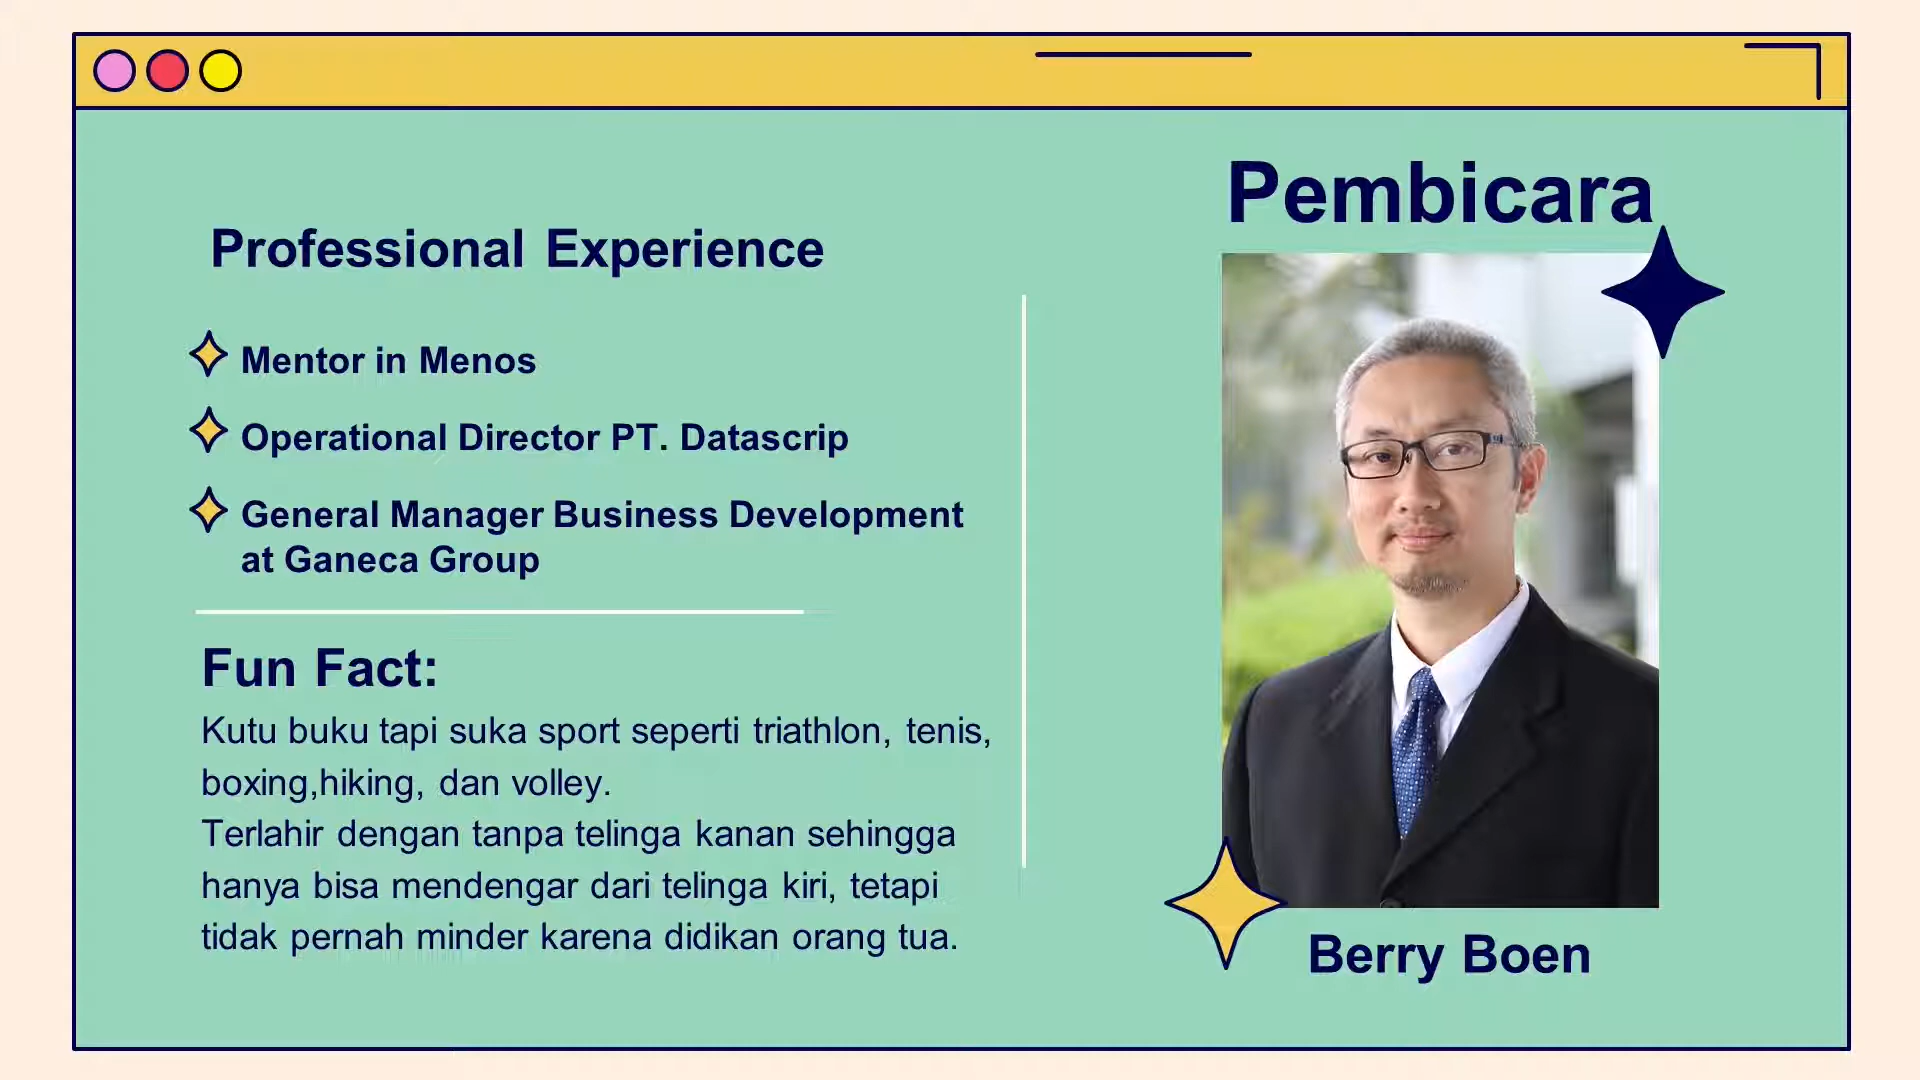 Pembicara
Professional Experience
Mentor in Menos
Operational Director PT. Datascrip
General Manager Business Development
at Ganeca Group
Fun Fact:
Kutu buku tapi suka sport seperti triathlon, tenis,
boxing,hiking, dan volley.
Terlahir dengan tanpa telinga kanan sehingga
hanya bisa mendengar dari telinga kiri, tetapi
tidak pernah minder karena didikan orang tua.
Berry Boen